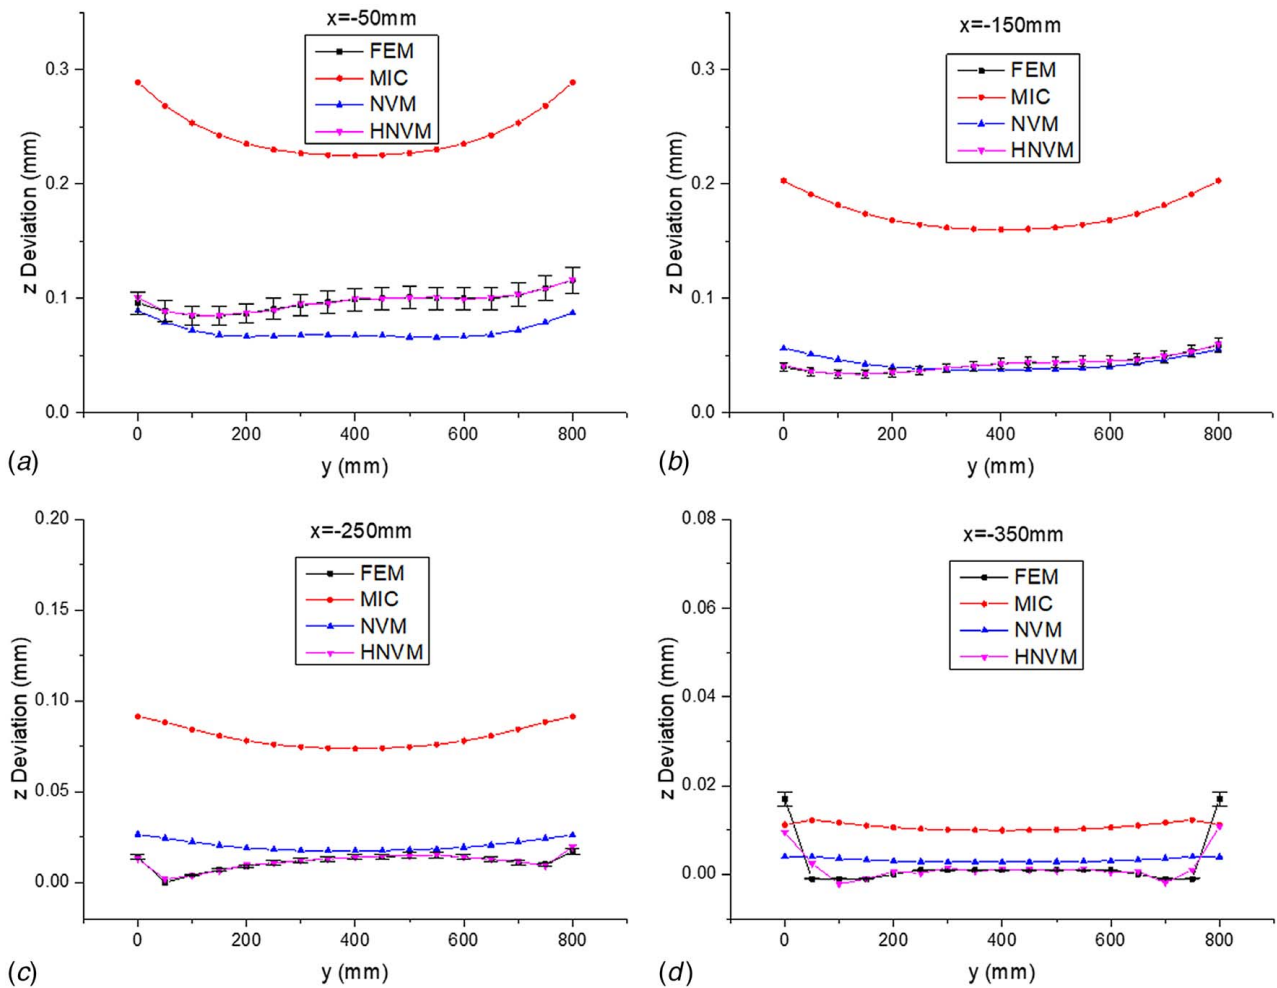 x=-50mm
FEM
MIC
NVM
HNVM
z Deviation (mm)
0.3
0.2
0.1
0.0
0 200 400 600 800
y (mm)
(a)
x=-150mm
FEM
MIC
NVM
HNVM
z Deviation (mm)
0.3
0.2
0.1
0.0
0 200 400 600 800
y (mm)
(b)
x=-250mm
FEM
MIC
NVM
HNVM
z Deviation (mm)
0.20
0.15
0.10
0.05
0.00
0 200 400 600 800
y (mm)
(c)
x=-350mm
FEM
MIC
NVM
HNVM
z Deviation (mm)
0.08
0.06
0.04
0.02
0.00
0 200 400 600 800
y (mm)
(d)